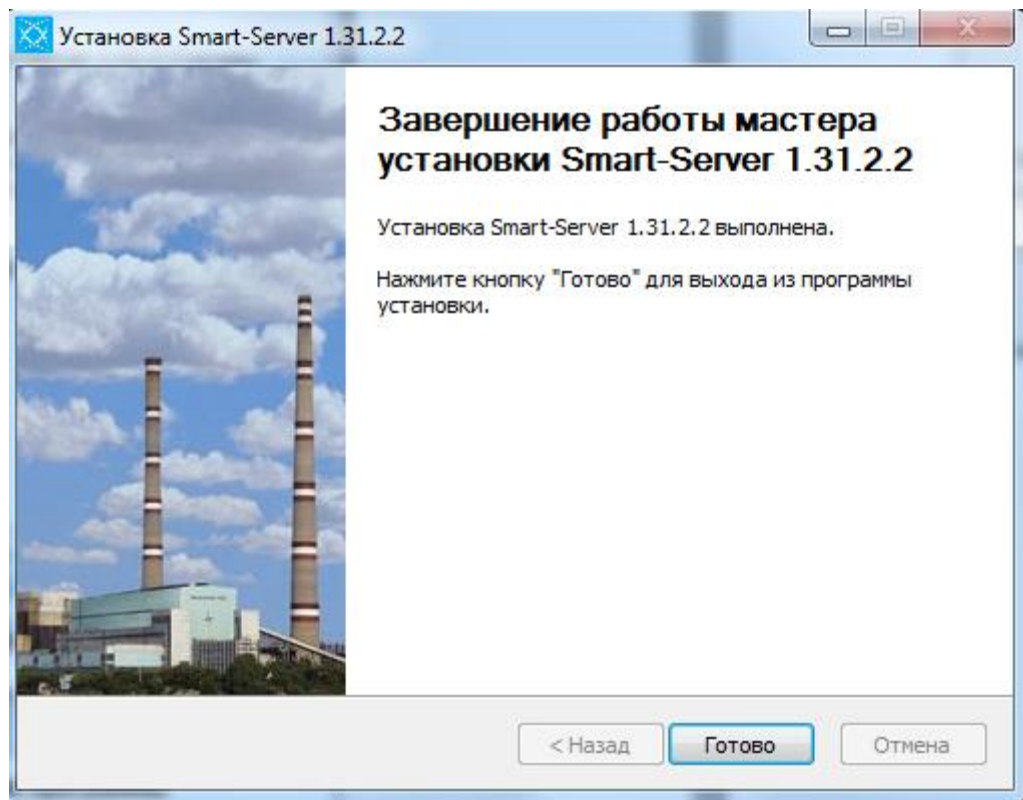 Установка Smart-Server 1.31.2.2
Завершение работы мастера
установки Smart-Server 1.31.2.2
Установка Smart-Server 1.31.2.2 выполнена.
Нажмите кнопку "Готово" для выхода из программы
установки.
< Назад
Готово
Отмена